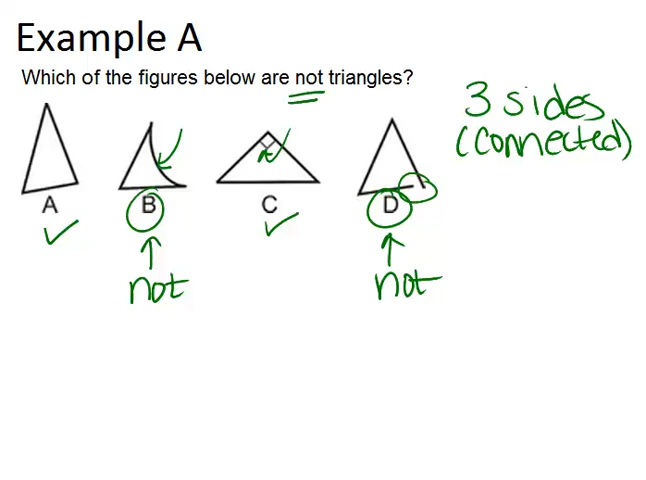 Example A
Which of the figures below are not triangles?
3 sides
(connected)
A B C D
not not